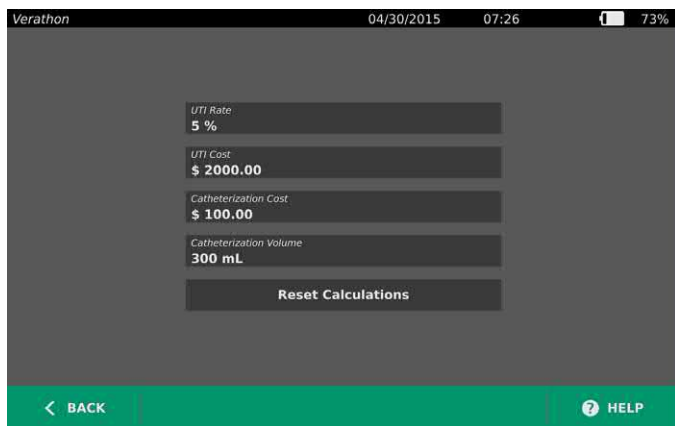 Verathon 04/30/2015 07:26 73%
UTI Rate
5 %
UTI Cost
$ 2000.00
Catheterization Cost
$ 100.00
Catheterization Volume
300 mL
Reset Calculations
BACK ? HELP